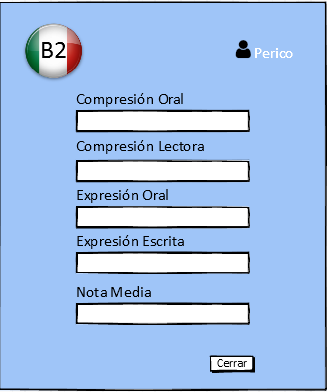 B2
Perico
Compresión Oral
Compresión Lectora
Expresión Oral
Expresión Escrita
Nota Media
Cerrar